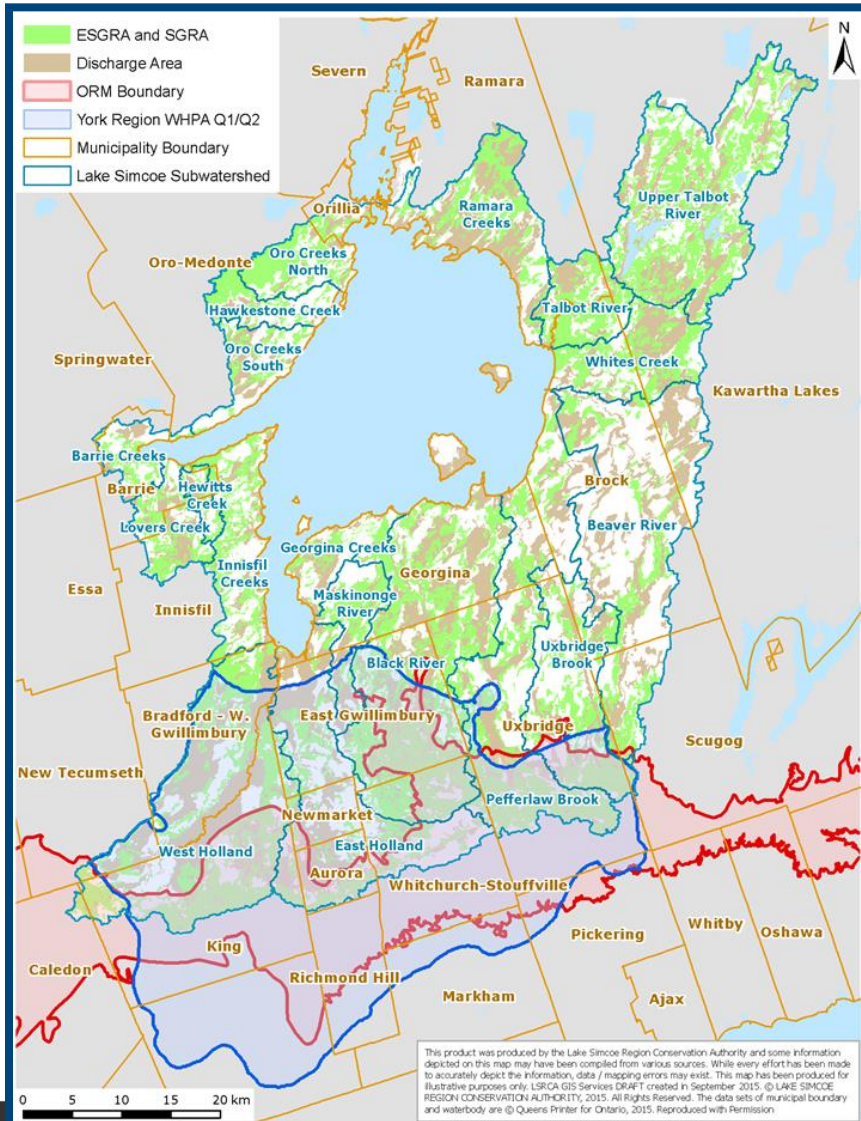 ESGRA and SGRA
Discharge Area
ORM Boundary
York Region WHPA Q1/Q2
Municipality Boundary
Lake Simcoe Subwatershed
N
Severn
Ramara
Upper Talbot
River
Orillia
Ramara
Creeks
Oro-Medonte
Oro Creeks
North
Hawkestone Creek
Talbot River
Oro Creeks
South
Springwater
Whites Creek
Kawartha Lakes
Barrie Creeks
Barrie
Hewitts
Creek
Lovers Creek
Brock
Beaver River
Innisfil
Creeks
Georgina Creeks
Georgina
Essa
Innisfil
Maskinonge
River
Black River
Uxbridge
Brook
Bradford - W.
Gwillimbury
East Gwillimbury
Uxbridge
Scugog
New Tecumseth
Newmarket
Pefferlaw Brook
West Holland
East Holland
Aurora
Whitchurch-Stouffville
King
Pickering
Whitby
Oshawa
Caledon
Richmond Hill
Markham
Ajax
0 5 10 15 20 km
This product was produced by the Lake Simcoe Region Conservation Authority and some information
depicted on this map may have been compiled from various sources. While every effort has been made
to accurately depict the information, data / mapping errors may exist. This map has been produced for
illustrative purposes only. LSRCA GIS Services DRAFT created in September 2015. © LAKE SIMCOE
REGION CONSERVATION AUTHORITY, 2015. All Rights Reserved. The data sets of municipal boundary
and waterbody are © Queens Printer for Ontario, 2015. Reproduced with Permission